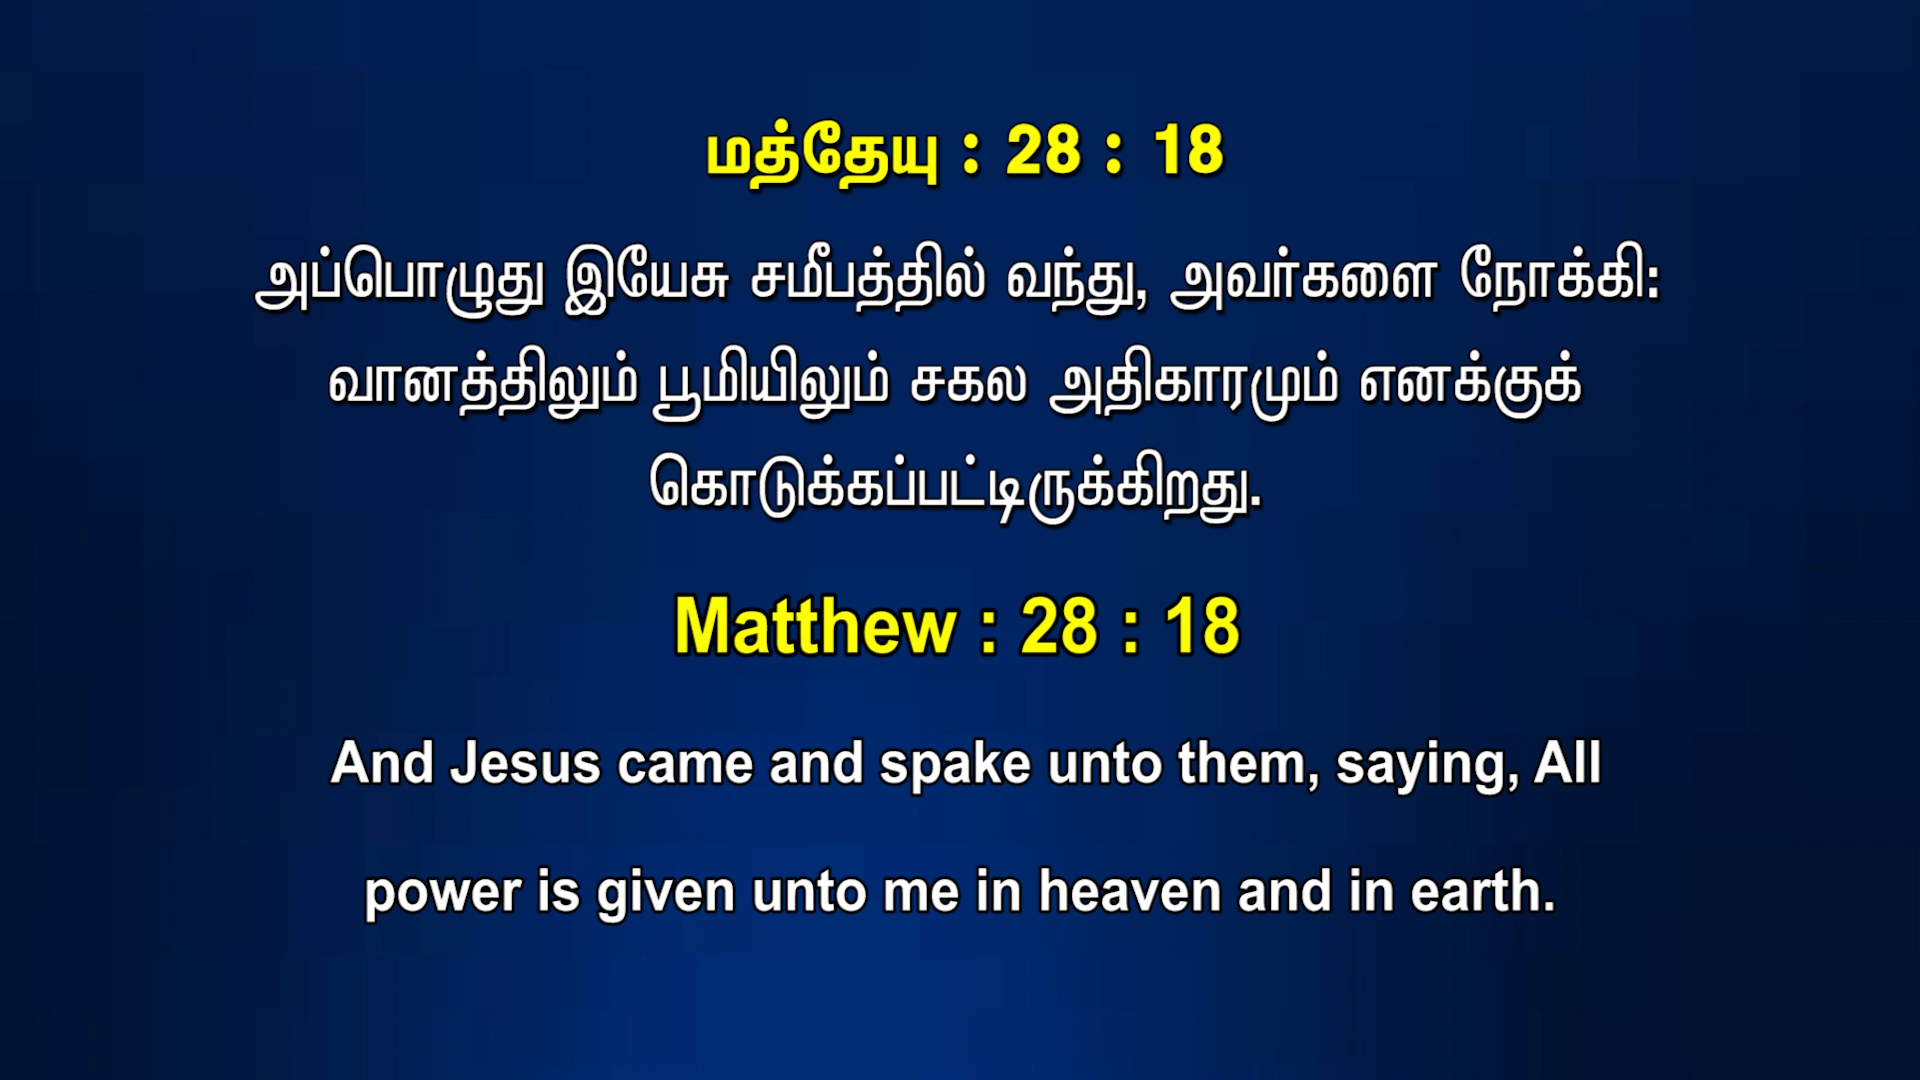 மத்தேயு : 28 : 18
அப்பொழுது இயேசு சமீபத்தில் வந்து, அவர்களை நோக்கி:
வானத்திலும் பூமியிலும் சகல அதிகாரமும் எனக்குக்
கொடுக்கப்பட்டிருக்கிறது.
Matthew : 28 : 18
And Jesus came and spake unto them, saying, All
power is given unto me in heaven and in earth.